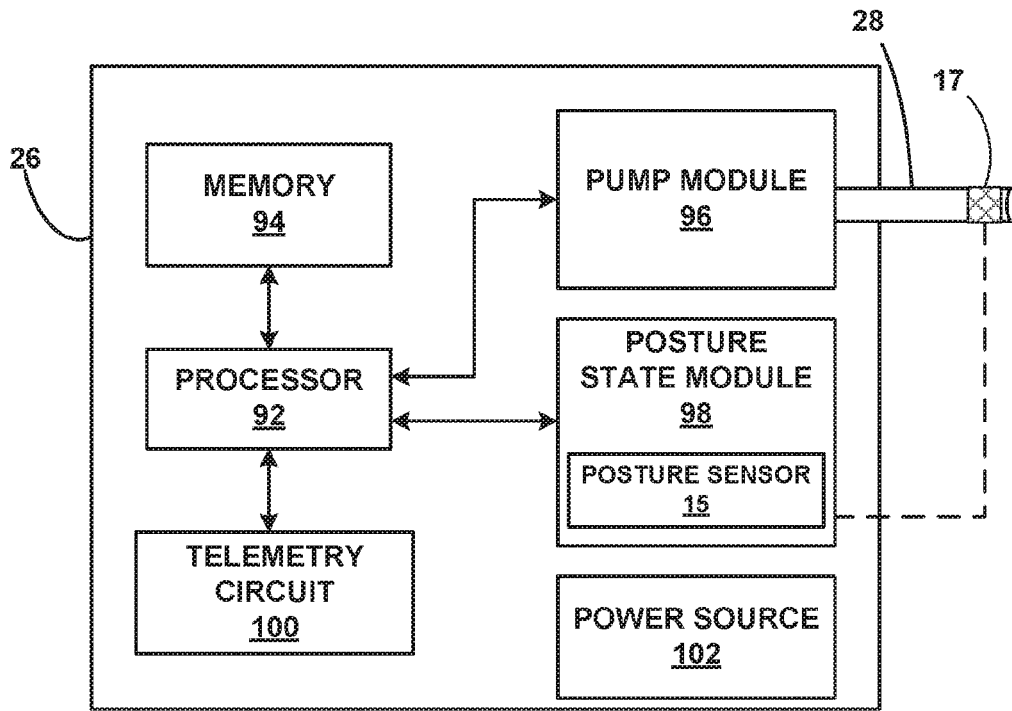 28
17
26
MEMORY
94
PUMP MODULE
96
PROCESSOR
92
POSTURE
STATE MODULE
98
POSTURE SENSOR
15
TELEMETRY
CIRCUIT
100
POWER SOURCE
102